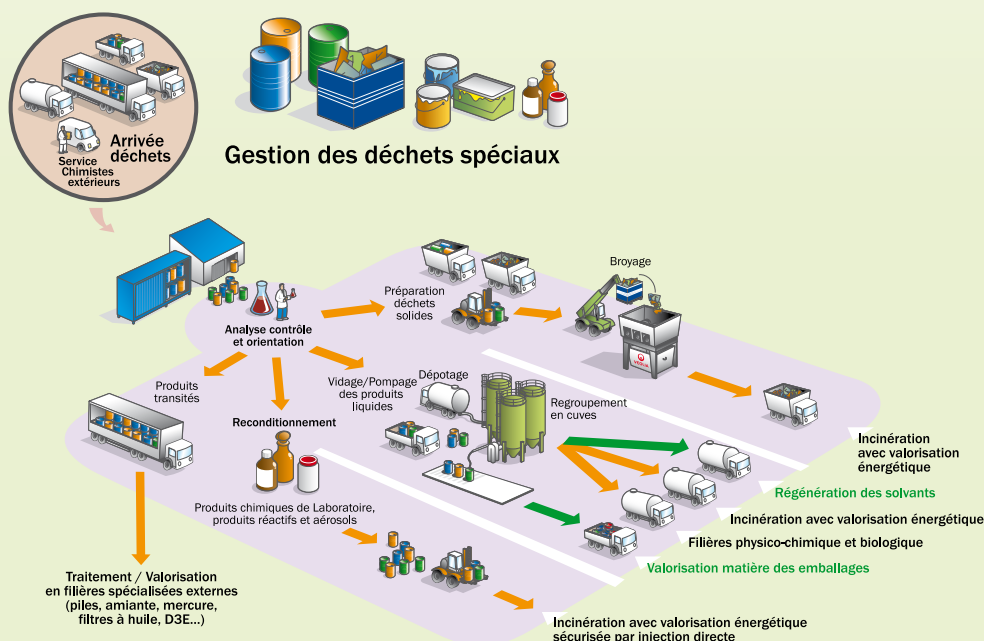 Arrivée
déchets
Service
Chimistes
extérieurs
Gestion des déchets spéciaux
Analyse contrôle
et orientation
Préparation
déchets
solides
Broyage
VEOLIA
Produits
transités
Vidage/Pompage
des produits
liquides
Dépotage
Regroupement
en cuves
Reconditionnement
Produits chimiques de Laboratoire,
produits réactifs et aérosols
Incinération
avec valorisation
énergétique
Régénération des solvants
Incinération avec valorisation énergétique
Filières physico-chimique et biologique
Valorisation matière des emballages
Traitement / Valorisation
en filières spécialisées externes
(piles, amiante, mercure,
filtres à huile, D3E...)
Incinération avec valorisation énergétique
sécurisée par injection directe